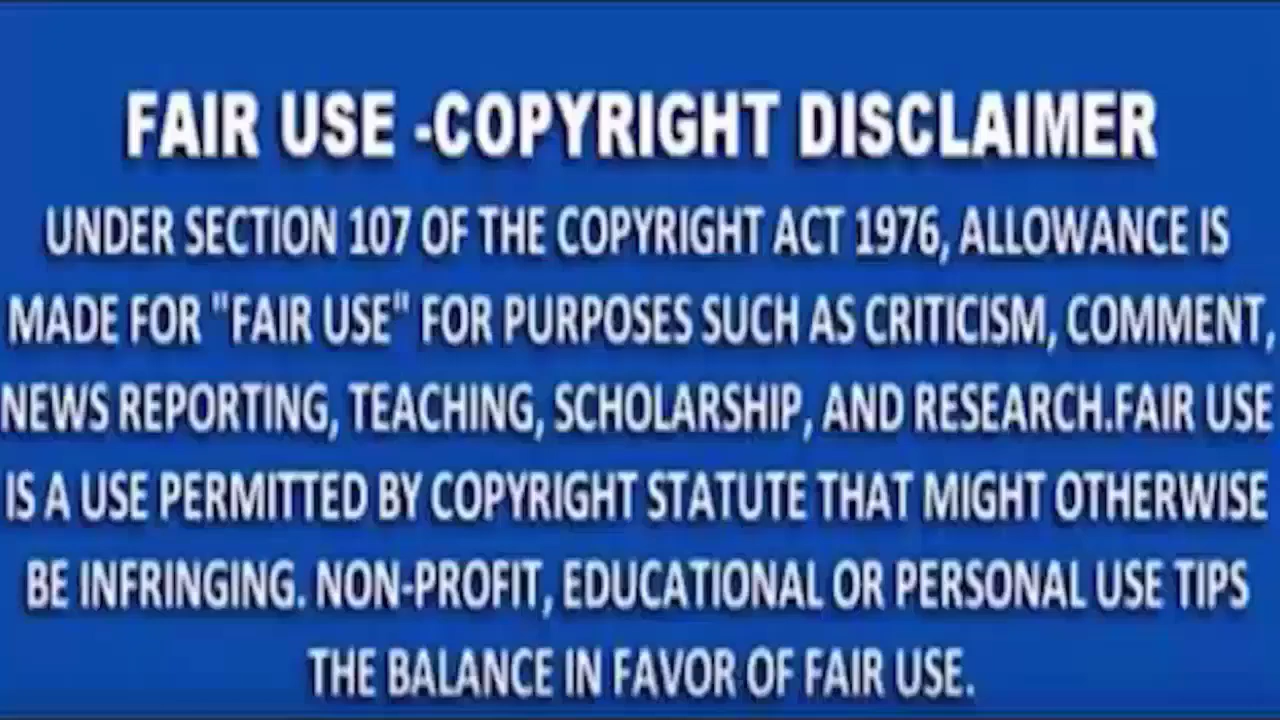 FAIR USE -COPYRIGHT DISCLAIMER
UNDER SECTION 107 OF THE COPYRIGHT ACT 1976, ALLOWANCE IS
MADE FOR "FAIR USE" FOR PURPOSES SUCH AS CRITICISM, COMMENT,
NEWS REPORTING, TEACHING, SCHOLARSHIP, AND RESEARCH.FAIR USE
IS A USE PERMITTED BY COPYRIGHT STATUTE THAT MIGHT OTHERWISE
BE INFRINGING. NON-PROFIT, EDUCATIONAL OR PERSONAL USE TIPS
THE BALANCE IN FAVOR OF FAIR USE.